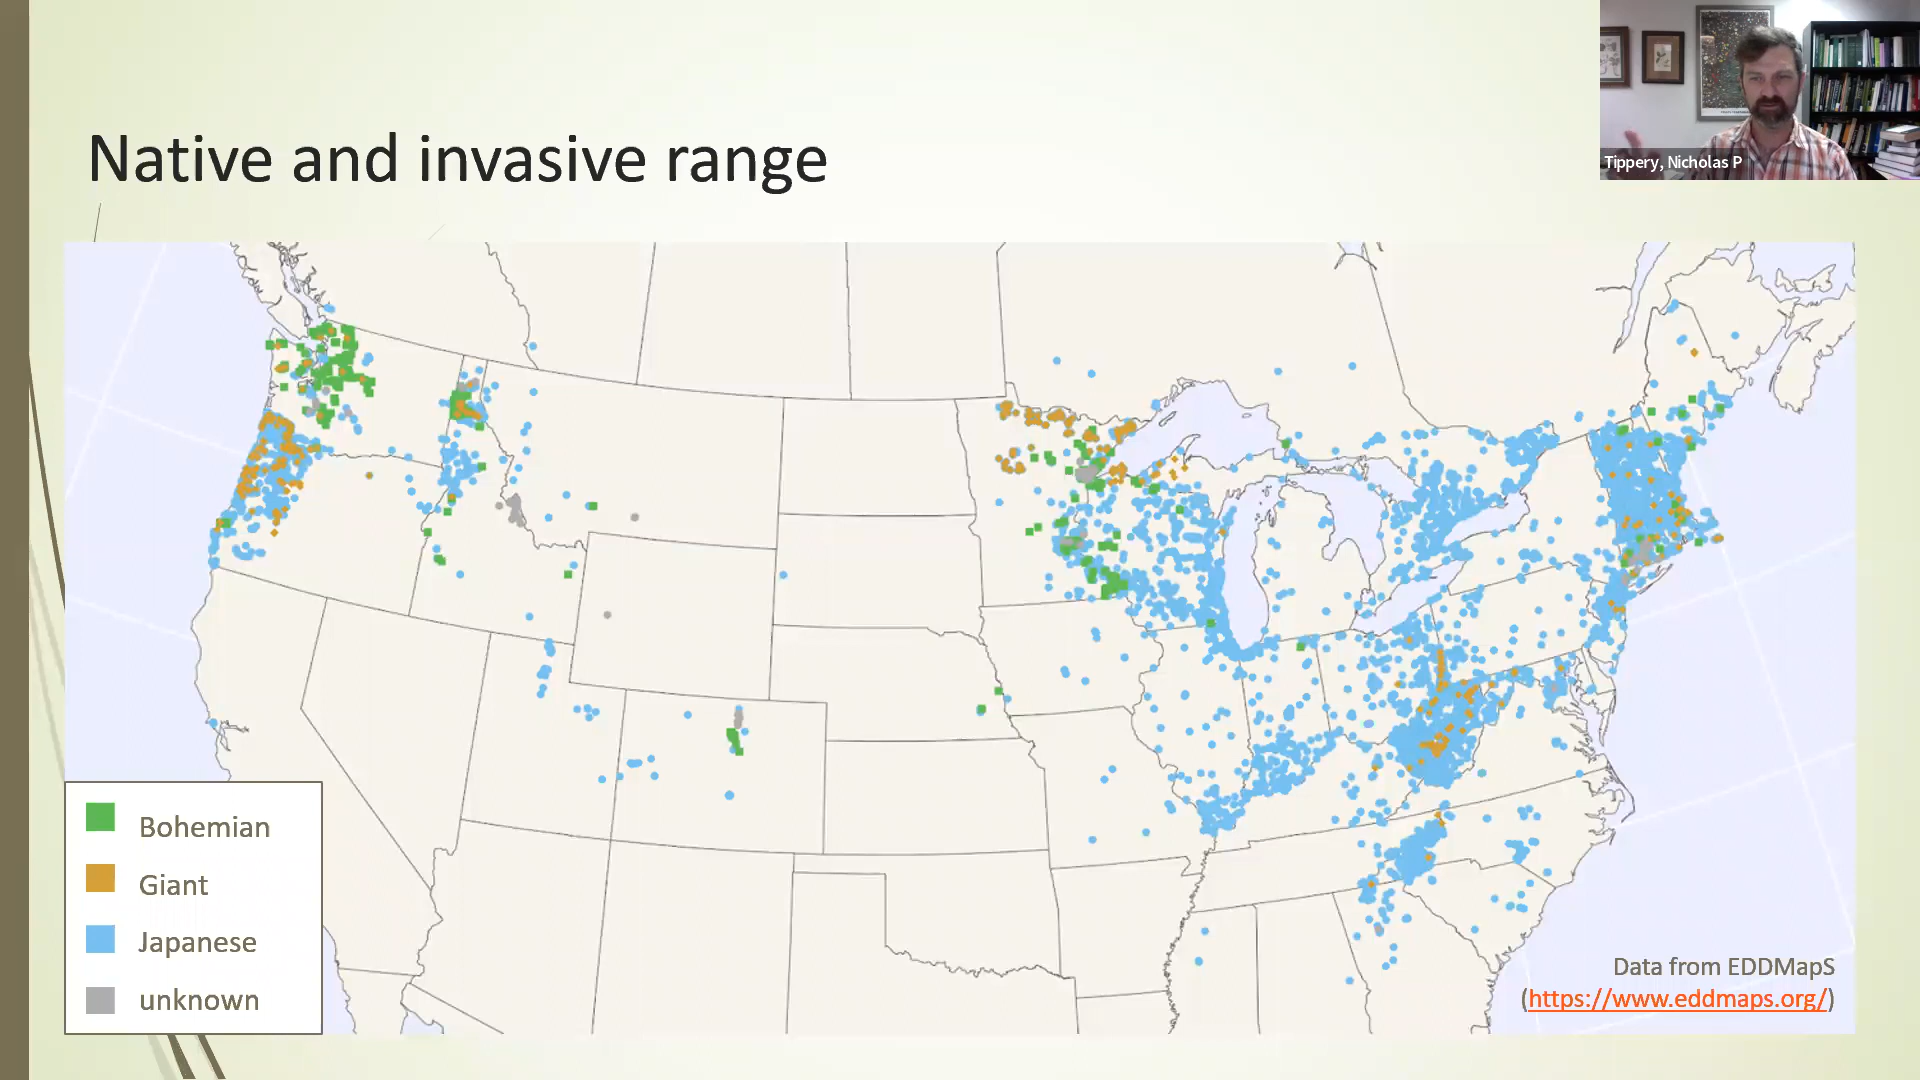 Native and invasive range
Tippery, Nicholas P
Bohemian
Giant
Japanese
unknown
Data from EDDMapS
(https://www.eddmaps.org/)